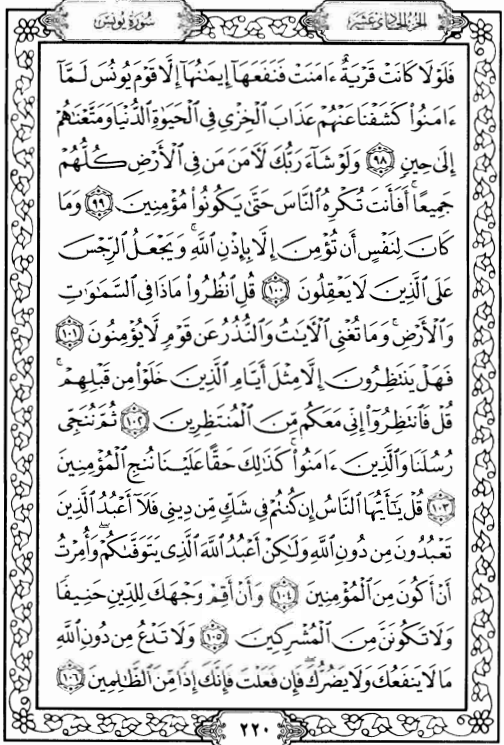 الجزء الحادي عشر
سورة يونس
فَلَوْلَا كَانَتْ قَرْيَةٌ ءَامَنَتْ فَنَفَعَهَآ إِيمَٰنُهَآ إِلَّا قَوْمَ يُونُسَ لَمَّآ
ءَامَنُوا۟ كَشَفْنَا عَنْهُمْ عَذَابَ ٱلْخِزْىِ فِى ٱلْحَيَوٰةِ ٱلدُّنْيَا وَمَتَّعْنَٰهُمْ
إِلَىٰ حِينٍ ٩٨ وَلَوْ شَآءَ رَبُّكَ لَـَٔامَنَ مَن فِى ٱلْأَرْضِ كُلُّهُمْ
جَمِيعًا ۚ أَفَأَنتَ تُكْرِهُ ٱلنَّاسَ حَتَّىٰ يَكُونُوا۟ مُؤْمِنِينَ ٩٩ وَمَا
كَانَ لِنَفْسٍ أَن تُؤْمِنَ إِلَّا بِإِذْنِ ٱللَّهِ ۚ وَيَجْعَلُ ٱلرِّجْسَ
عَلَى ٱلَّذِينَ لَا يَعْقِلُونَ ١٠٠ قُلِ ٱنظُرُوا۟ مَاذَا فِى ٱلسَّمَٰوَٰتِ
وَٱلْأَرْضِ ۚ وَمَا تُغْنِى ٱلْءَايَٰتُ وَٱلنُّذُرُ عَن قَوْمٍ لَّا يُؤْمِنُونَ ١٠١
فَهَلْ يَنتَظِرُونَ إِلَّا مِثْلَ أَيَّامِ ٱلَّذِينَ خَلَوْا۟ مِن قَبْلِهِمْ ۚ
قُلْ فَٱنتَظِرُوٓا۟ إِنِّى مَعَكُم مِّنَ ٱلْمُنتَظِرِينَ ١٠٢ ثُمَّ نُنَجِّى
رُسُلَنَا وَٱلَّذِينَ ءَامَنُوا۟ ۚ كَذَٰلِكَ حَقًّا عَلَيْنَا نُنجِ ٱلْمُؤْمِنِينَ
١٠٣ قُلْ يَٰٓأَيُّهَا ٱلنَّاسُ إِن كُنتُمْ فِى شَكٍّ مِّن دِينِى فَلَآ أَعْبُدُ ٱلَّذِينَ
تَعْبُدُونَ مِن دُونِ ٱللَّهِ وَلَٰكِنْ أَعْبُدُ ٱللَّهَ ٱلَّذِى يَتَوَفَّىٰكُمْ ۖ وَأُمِرْتُ
أَنْ أَكُونَ مِنَ ٱلْمُؤْمِنِينَ ١٠٤ وَأَنْ أَقِمْ وَجْهَكَ لِلدِّينِ حَنِيفًا
وَلَا تَكُونَنَّ مِنَ ٱلْمُشْرِكِينَ ١٠٥ وَلَا تَدْعُ مِن دُونِ ٱللَّهِ
مَا لَا يَنفَعُكَ وَلَا يَضُرُّكَ ۖ فَإِن فَعَلْتَ فَإِنَّكَ إِذًا مِّنَ ٱلظَّٰلِمِينَ ١٠٦
٢٢٠